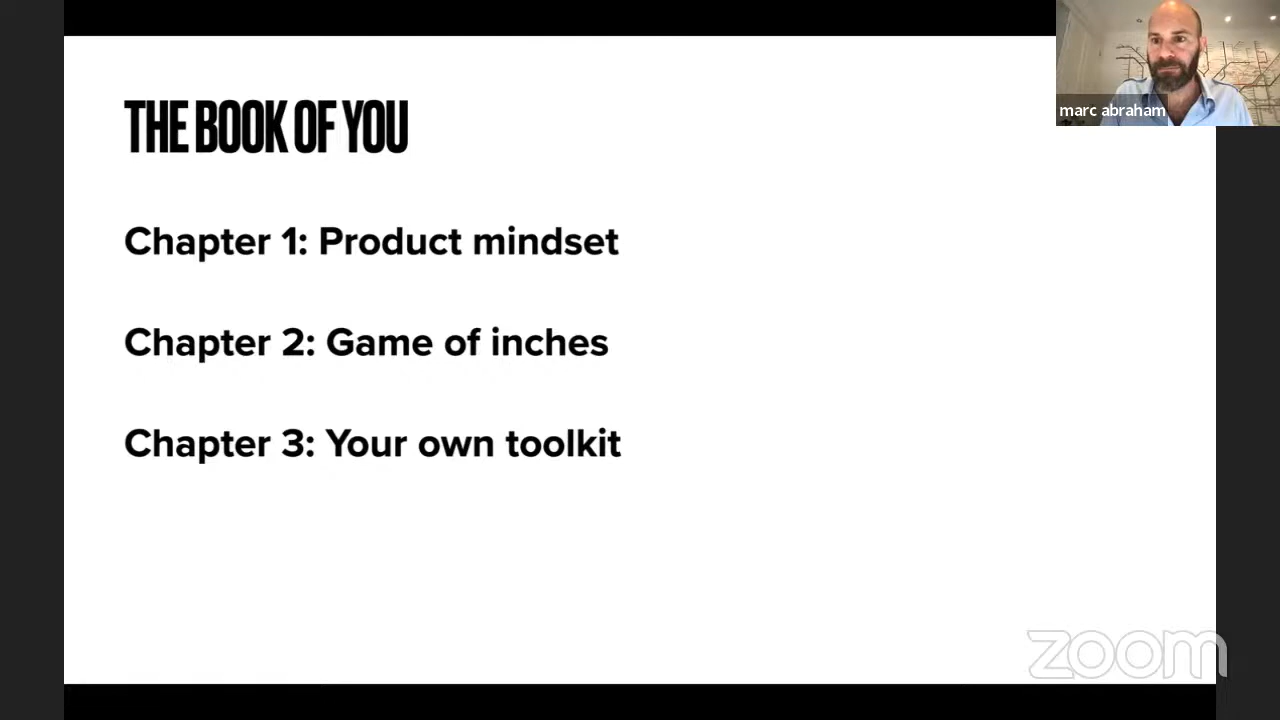 THE BOOK OF YOU
marc abraham
Chapter 1: Product mindset
Chapter 2: Game of inches
Chapter 3: Your own toolkit
zoom